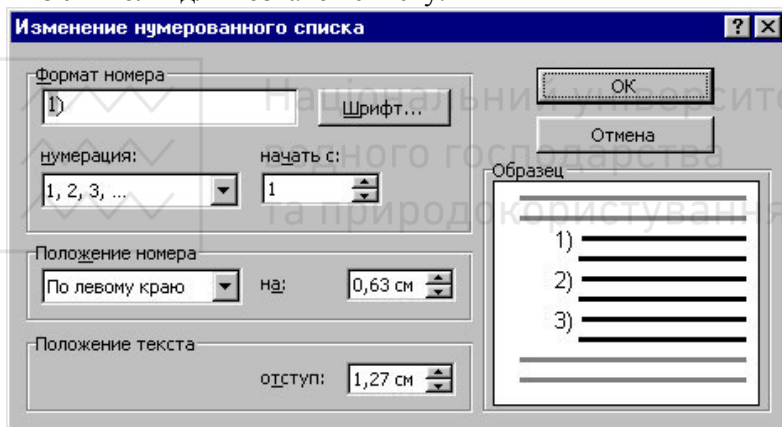 Изменение нумерованного списка
Формат номера
1)
Шрифт...
нумерация:
начать с:
1, 2, 3, ...
1
Положение номера
По левому краю
на:
0,63 см
Положение текста
отступ:
1,27 см
ОК
Отмена
Образец
1)
2)
3)
Національний університе
водного господарства
та природокористування